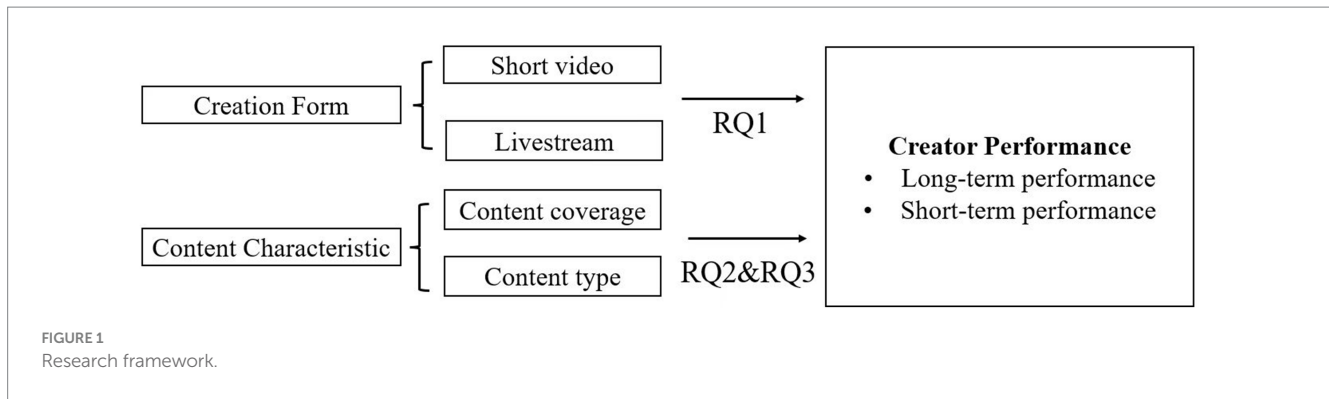 Creation Form
Short video
Livestream
RQ1
Content Characteristic
Content coverage
Content type
RQ2&RQ3
Creator Performance
• Long-term performance
• Short-term performance
FIGURE 1
Research framework.